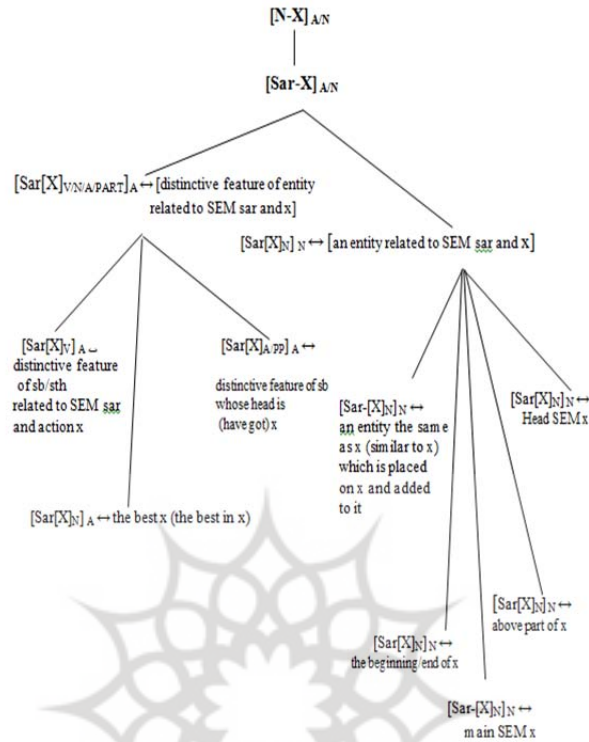 [N-X] A/N
[Sar-X] A/N
[Sar[X]V/N/A/PART]A ↔ [distinctive feature of entity
related to SEM sar and x]
[Sar[X]N] N ↔ [an entity related to SEM sar and x]
[Sar[X]V] A ↔
distinctive feature
of sb/sth
related to SEM sar
and action x
[Sar[X]A/PP] A ↔
distinctive feature of sb
whose head is
(have got) x
[Sar[X]N] A ↔ the best x (the best in x)
[Sar-[X]N]N ↔
an entity the same
as x (similar to x)
which is placed
on x and added
to it
[Sar[X]N]N ↔
Head SEM x
[Sar[X]N]N ↔
the beginning/end of x
[Sar-[X]N]N ↔
main SEM x
[Sar[X]N]N ↔
above part of x